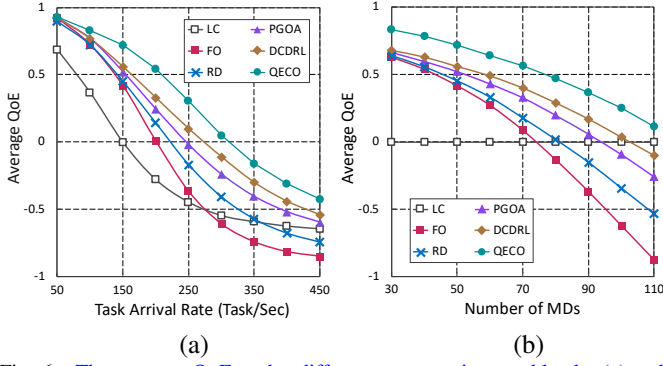 1
0.5
0
-0.5
-1
Average QoE
LC
PGOA
FO
DCDRL
RD
QECO
50
150
250
350
450
Task Arrival Rate (Task/Sec)
(a)
1
0.5
0
-0.5
-1
Average QoE
LC
PGOA
FO
DCDRL
RD
QECO
30
50
70
90
110
Number of MDs
(b)